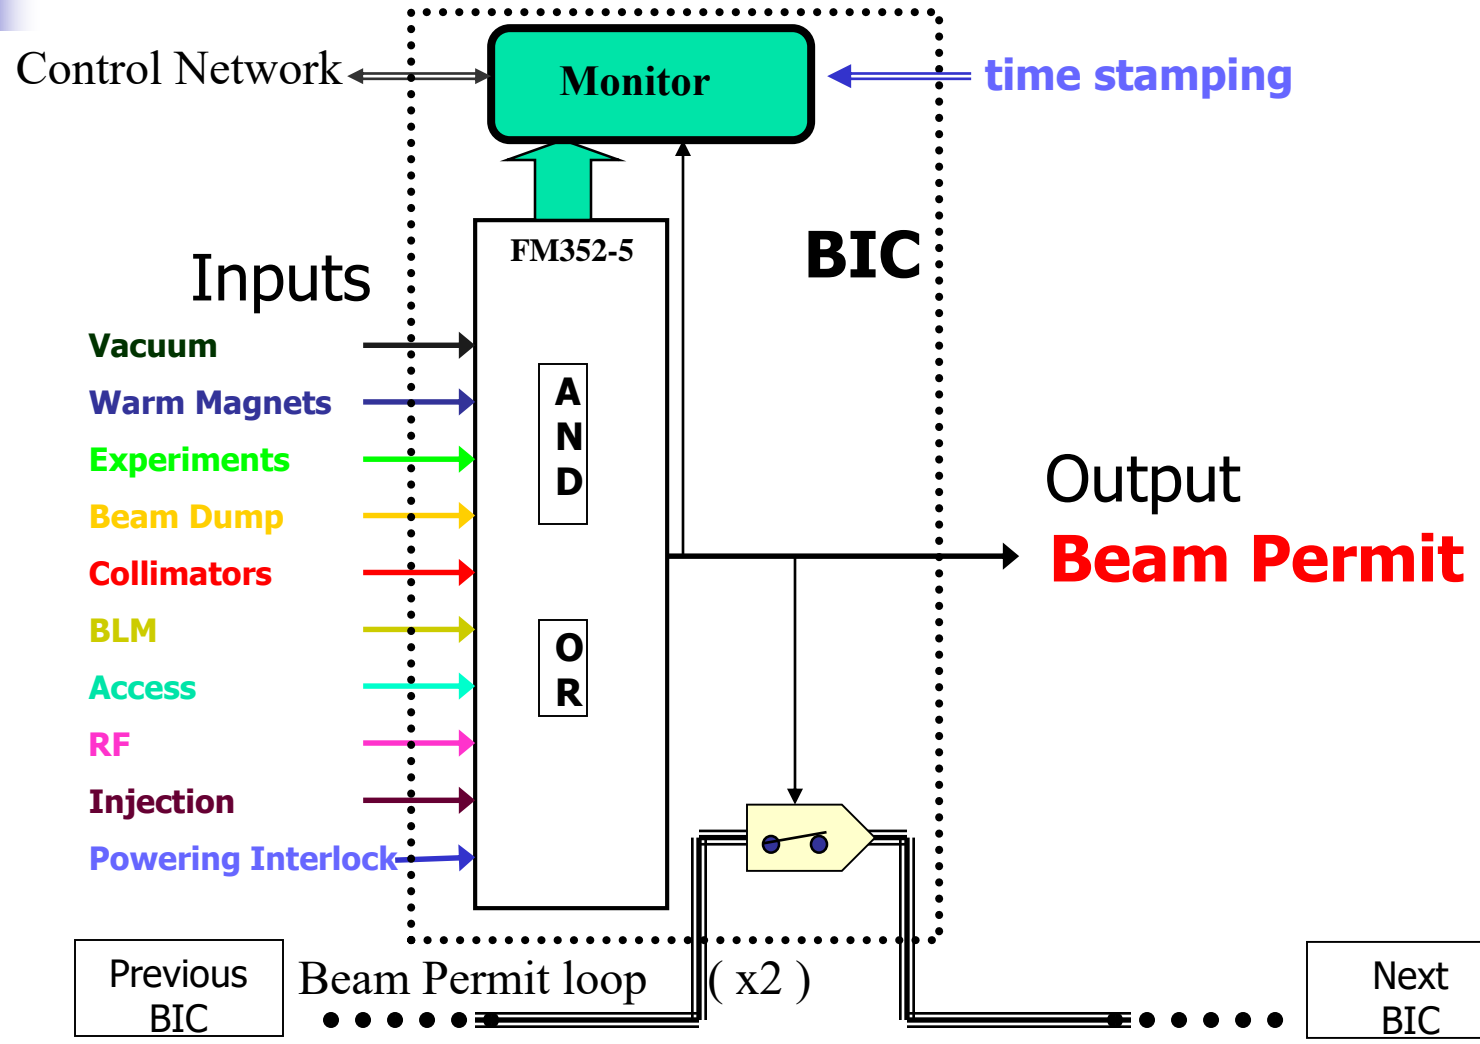 Control Network
Monitor
time stamping
FM352-5
BIC
Inputs
Vacuum
Warm Magnets
Experiments
Beam Dump
Collimators
BLM
Access
RF
Injection
Powering Interlock
A
N
D
O
R
Output
Beam Permit
Previous
BIC
Beam Permit loop ( x2 )
Next
BIC